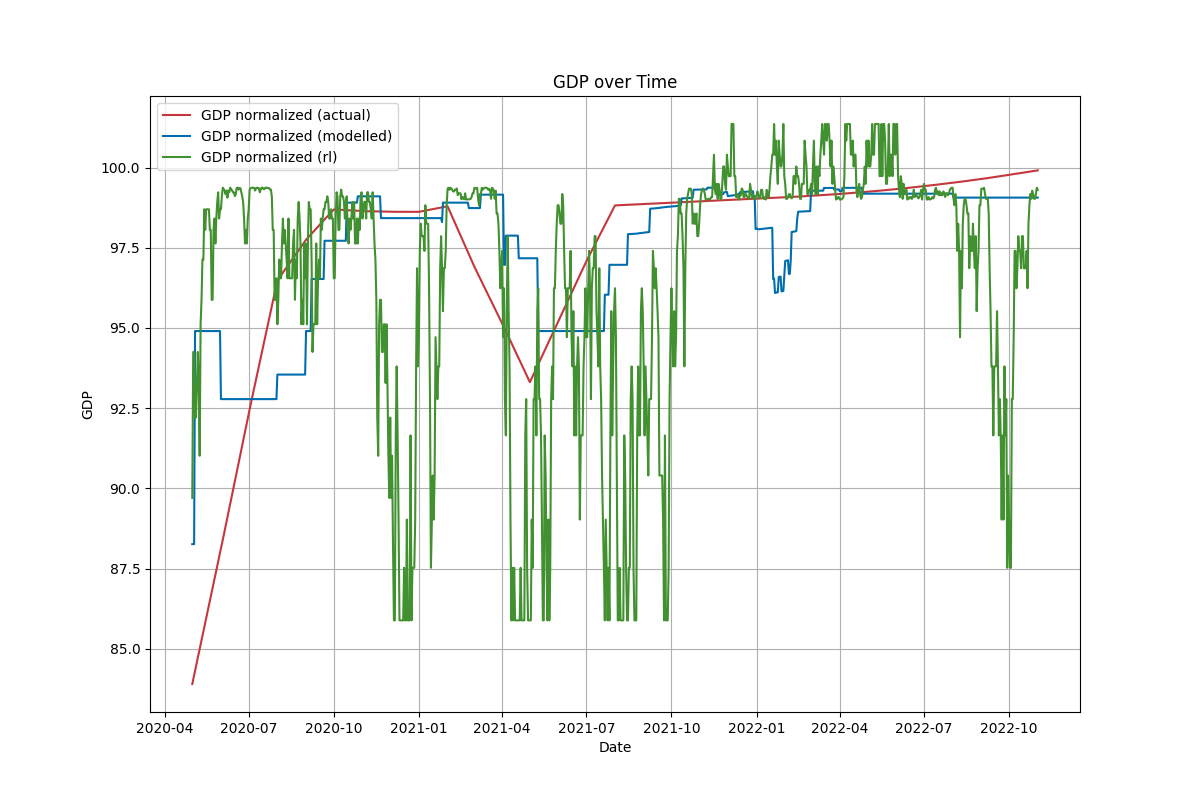 GDP over Time
GDP normalized (actual)
GDP normalized (modelled)
GDP normalized (rl)
100.0
97.5
95.0
92.5
90.0
87.5
85.0
GDP
2020-04 2020-07 2020-10 2021-01 2021-04 2021-07 2021-10 2022-01 2022-04 2022-07 2022-10
Date